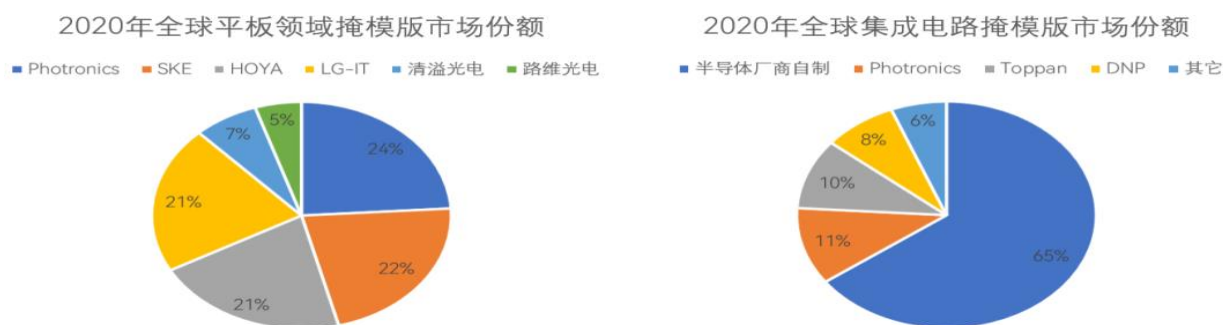 2020年全球平板领域掩模版市场份额
Photronics SKE HOYA LG-IT 清溢光电 路维光电
5%
7%
24%
21%
22%
21%
2020年全球集成电路掩模版市场份额
半导体厂商自制 Photronics Toppan DNP 其它
6%
8%
10%
11%
65%